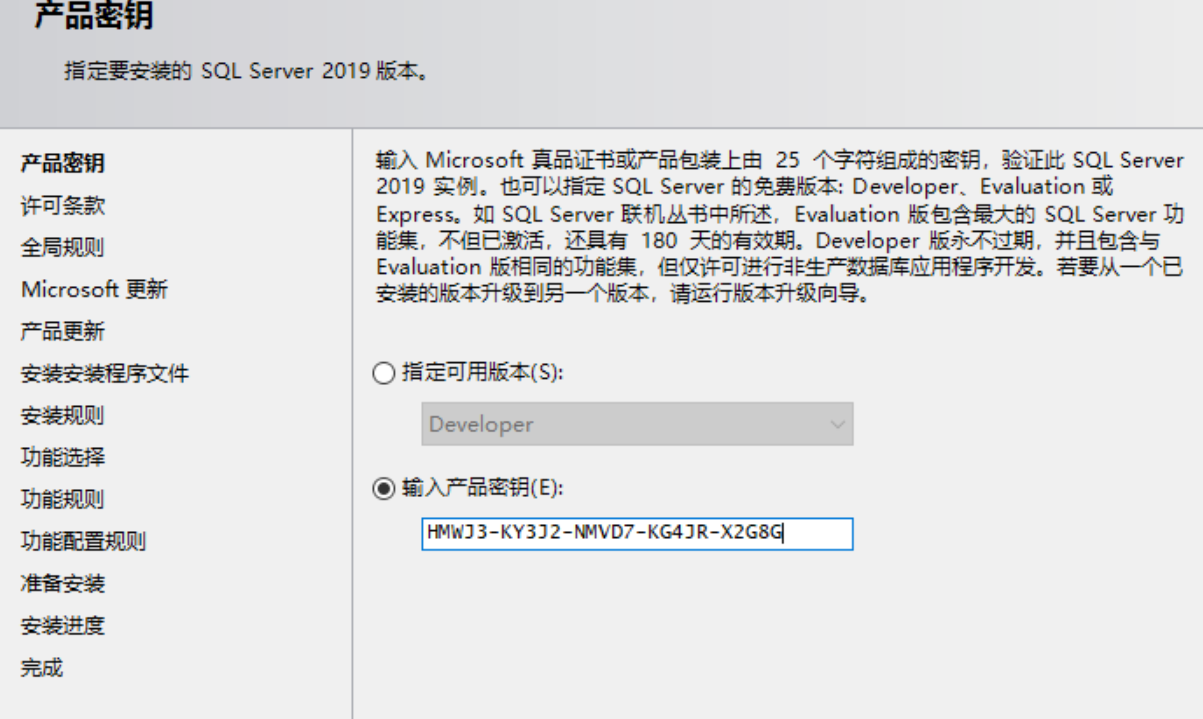 产品密钥
指定要安装的 SQL Server 2019 版本。
产品密钥
许可条款
全局规则
Microsoft 更新
产品更新
安装安装程序文件
安装规则
功能选择
功能规则
功能配置规则
准备安装
安装进度
完成
输入 Microsoft 真品证书或产品包装上由 25 个字符组成的密钥，验证此 SQL Server
2019 实例。也可以指定 SQL Server 的免费版本: Developer、Evaluation 或
Express。如 SQL Server 联机丛书中所述，Evaluation 版包含最大的 SQL Server 功
能集，不但已激活，还具有 180 天的有效期。Developer 版永不过期，并且包含与
Evaluation 版相同的功能集，但仅许可进行非生产数据库应用程序开发。若要从一个已
安装的版本升级到另一个版本，请运行版本升级向导。
指定可用版本(S):
Developer
输入产品密钥(E):
HMWJ3-KY3J2-NMVD7-KG4JR-X2G8G